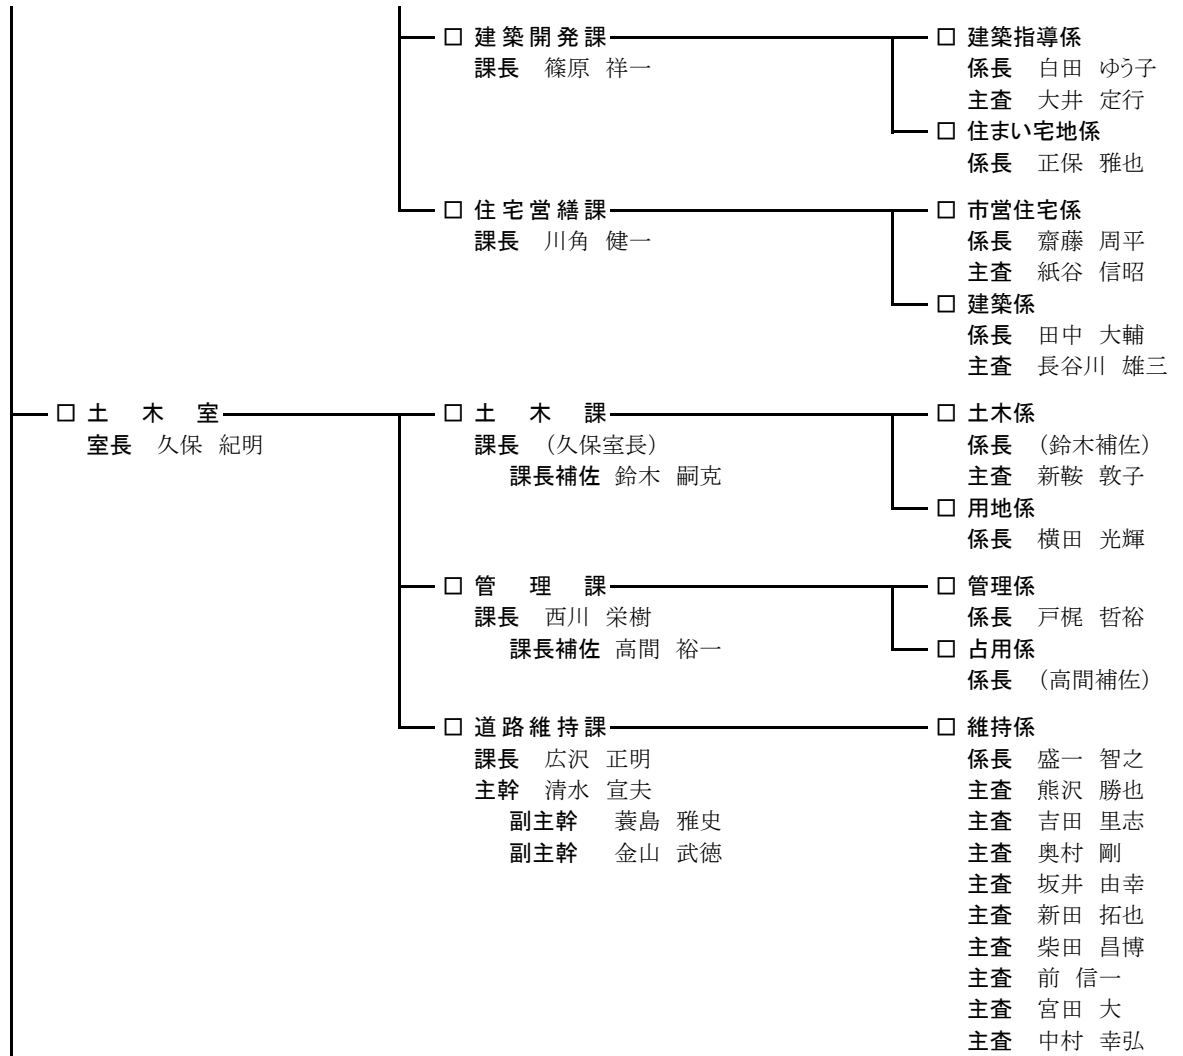 □ 建築開発課
課長 篠原 祥一
□ 建築指導係
係長 白田 ゆう子
主査 大井 定行
□ 住まい宅地係
係長 正保 雅也
□ 住宅営繕課
課長 川角 健一
□ 市営住宅係
係長 齋藤 周平
主査 紙谷 信昭
□ 建築係
係長 田中 大輔
主査 長谷川 雄三
□ 土 木 室
室長 久保 紀明
□ 土 木 課
課長 (久保室長)
課長補佐 鈴木 嗣克
□ 土木係
係長 (鈴木補佐)
主査 新鞍 敦子
□ 用地係
係長 横田 光輝
□ 管 理 課
課長 西川 栄樹
課長補佐 高間 裕一
□ 管理係
係長 戸梶 哲裕
□ 占用係
係長 (高間補佐)
□ 道路維持課
課長 広沢 正明
主幹 清水 宣夫
副主幹 蓑島 雅史
副主幹 金山 武徳
□ 維持係
係長 盛一 智之
主査 熊沢 勝也
主査 吉田 里志
主査 奥村 剛
主査 坂井 由幸
主査 新田 拓也
主査 柴田 昌博
主査 前 信一
主査 宮田 大
主査 中村 幸弘